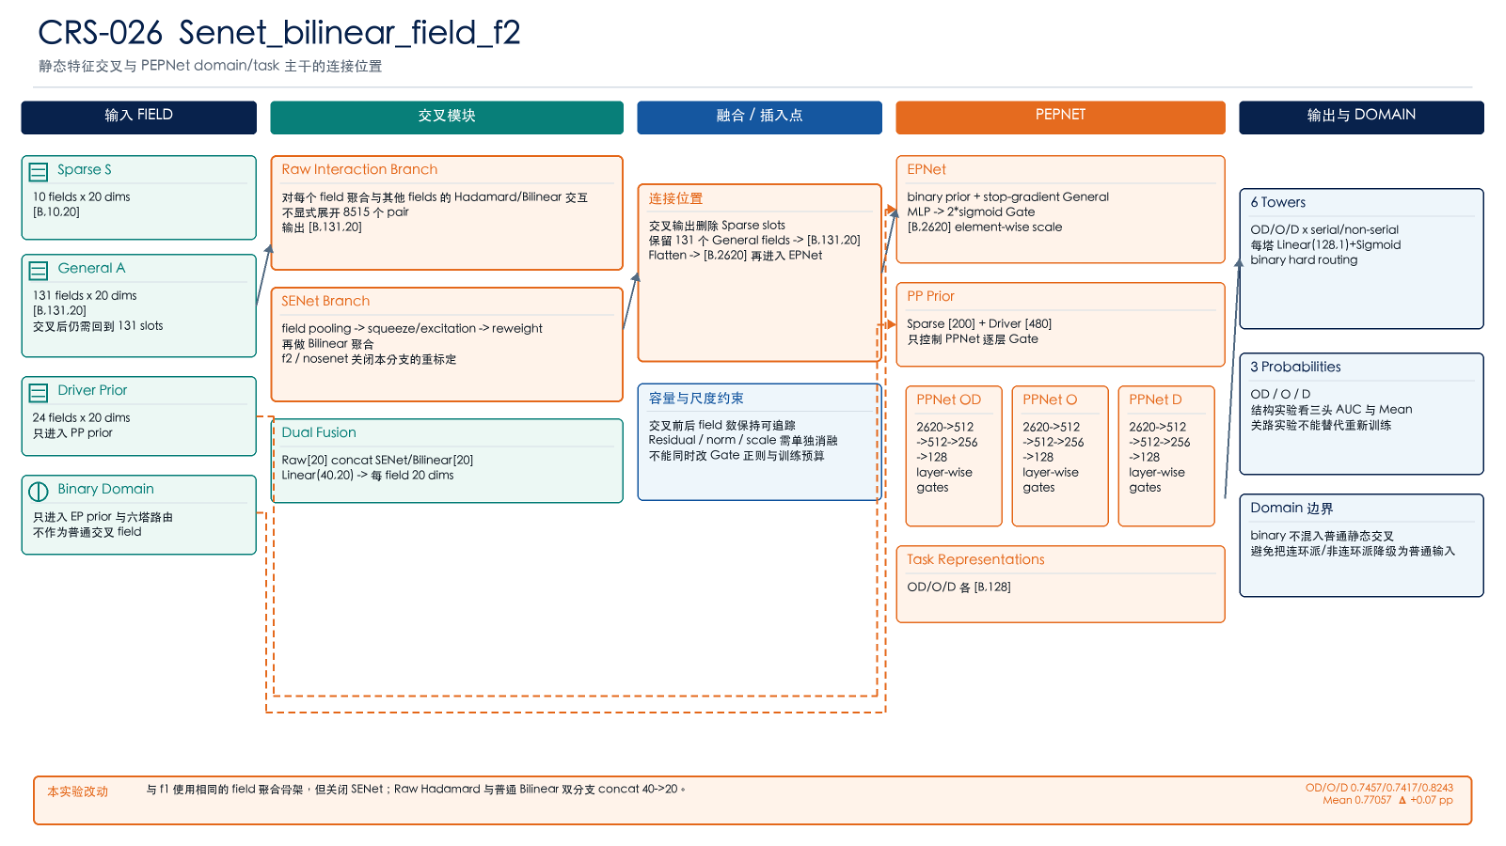 CRS-026 Senet_bilinear_field_f2
静态特征交叉与 PEPNet domain/task 主干的连接位置
输入 FIELD
交叉模块
融合 / 插入点
PEPNET
输出与 DOMAIN
Sparse S
10 fields x 20 dims
[B.10.20]
General A
131 fields x 20 dims
[B.131.20]
交叉后仍需回到 131 slots
Driver Prior
24 fields x 20 dims
只进入 PP prior
Binary Domain
只进入 EP prior 与六塔路由
不作为普通交叉 field
Raw Interaction Branch
对每个 field 聚合与其他 fields 的 Hadamard/Bilinear 交互
不显式展开 8515 个 pair
输出 [B.131.20]
SENet Branch
field pooling -> squeeze/excitation -> reweight
再做 Bilinear 聚合
f2 / nosenet 关闭本分支的重标定
Dual Fusion
Raw[20] concat SENet/Bilinear[20]
Linear(40.20) -> 每 field 20 dims
连接位置
交叉输出删除 Sparse slots
保留 131 个 General fields -> [B.131.20]
Flatten -> [B.2620] 再进入 EPNet
容量与尺度约束
交叉前后 field 数保持可追踪
Residual / norm / scale 需单独消融
不能同时改 Gate 正则与训练预算
EPNet
binary prior + stop-gradient General
MLP -> 2*sigmoid Gate
[B.2620] element-wise scale
PP Prior
Sparse [200] + Driver [480]
只控制 PPNet 逐层 Gate
PPNet OD
2620->512
->512->256
->128
layer-wise
gates
PPNet O
2620->512
->512->256
->128
layer-wise
gates
PPNet D
2620->512
->512->256
->128
layer-wise
gates
Task Representations
OD/O/D 各 [B.128]
6 Towers
OD/O/D x serial/non-serial
每塔 Linear(128.1)+Sigmoid
binary hard routing
3 Probabilities
OD / O / D
结构实验看三头 AUC 与 Mean
关路实验不能替代重新训练
Domain 边界
binary 不混入普通静态交叉
避免把连环派/非连环派降级为普通输入
本实验改动
与 f1 使用相同的 field 聚合骨架，但关闭 SENet；Raw Hadamard 与普通 Bilinear 双分支 concat 40->20。
OD/O/D 0.7457/0.7417/0.8243
Mean 0.77057 Δ +0.07 pp